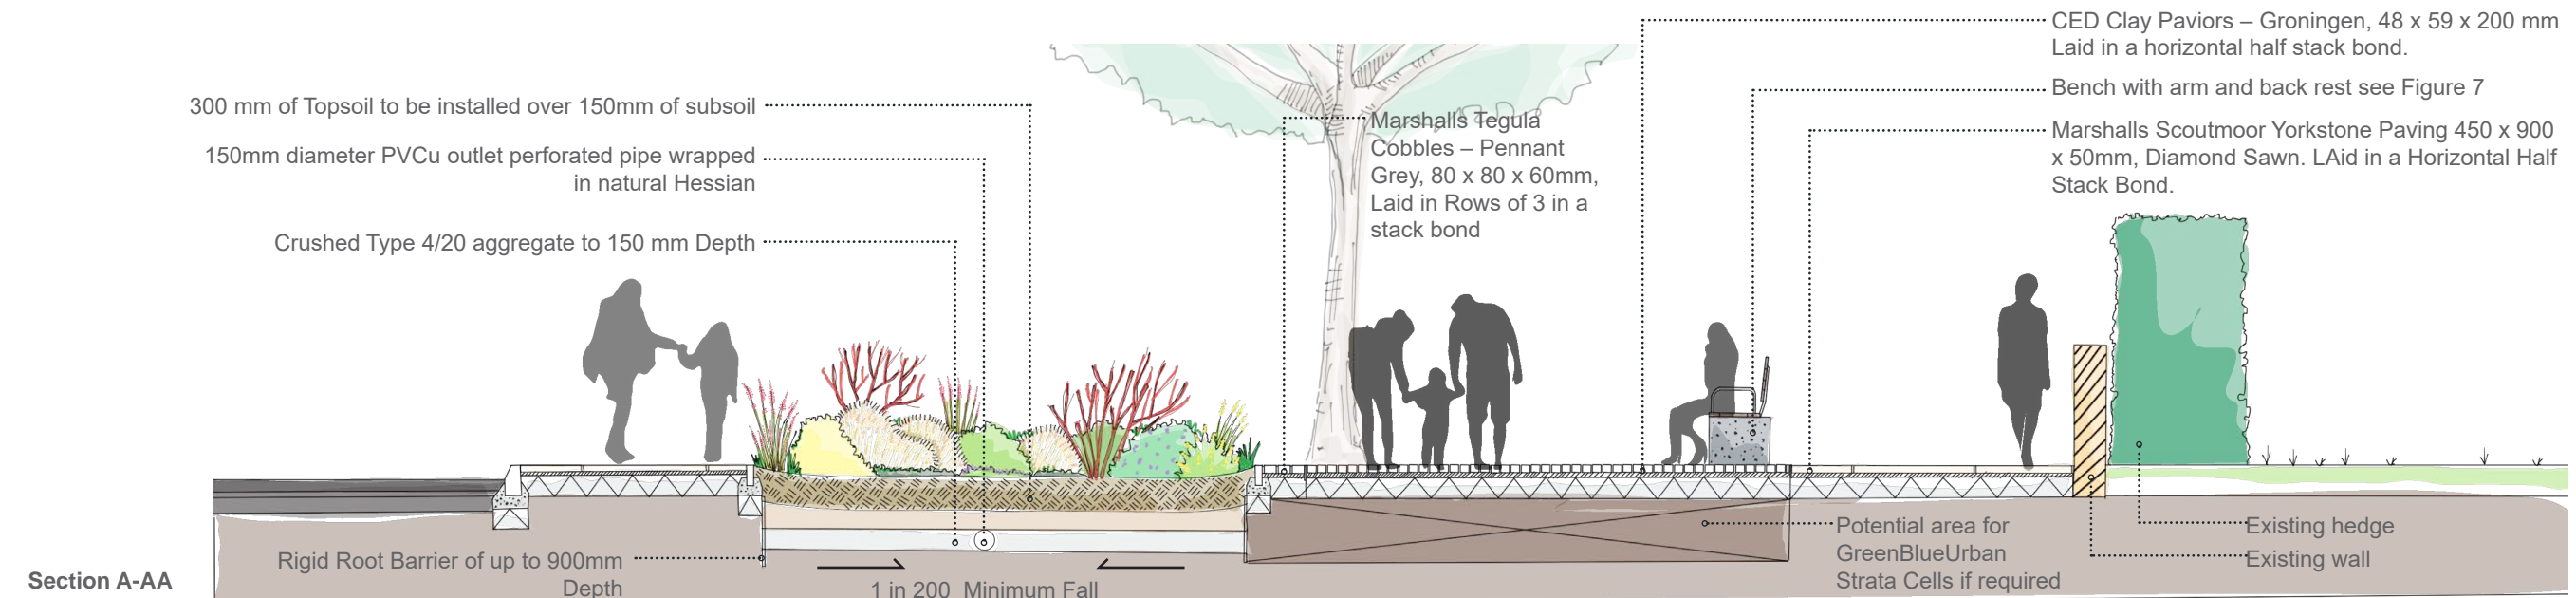 CED Clay Paviors – Groningen, 48 x 59 x 200 mm
Laid in a horizontal half stack bond.
Bench with arm and back rest see Figure 7
Marshalls Scoutmoor Yorkstone Paving 450 x 900
x 50mm, Diamond Sawn. LAid in a Horizontal Half
Stack Bond.
300 mm of Topsoil to be installed over 150mm of subsoil
150mm diameter PVCu outlet perforated pipe wrapped
in natural Hessian
Crushed Type 4/20 aggregate to 150 mm Depth
Marshalls Tegula
Cobbles – Pennant
Grey, 80 x 80 x 60mm,
Laid in Rows of 3 in a
stack bond
Rigid Root Barrier of up to 900mm
Depth
1 in 200 Minimum Fall
Potential area for
GreenBlueUrban
Strata Cells if required
Existing hedge
Existing wall
Section A-AA